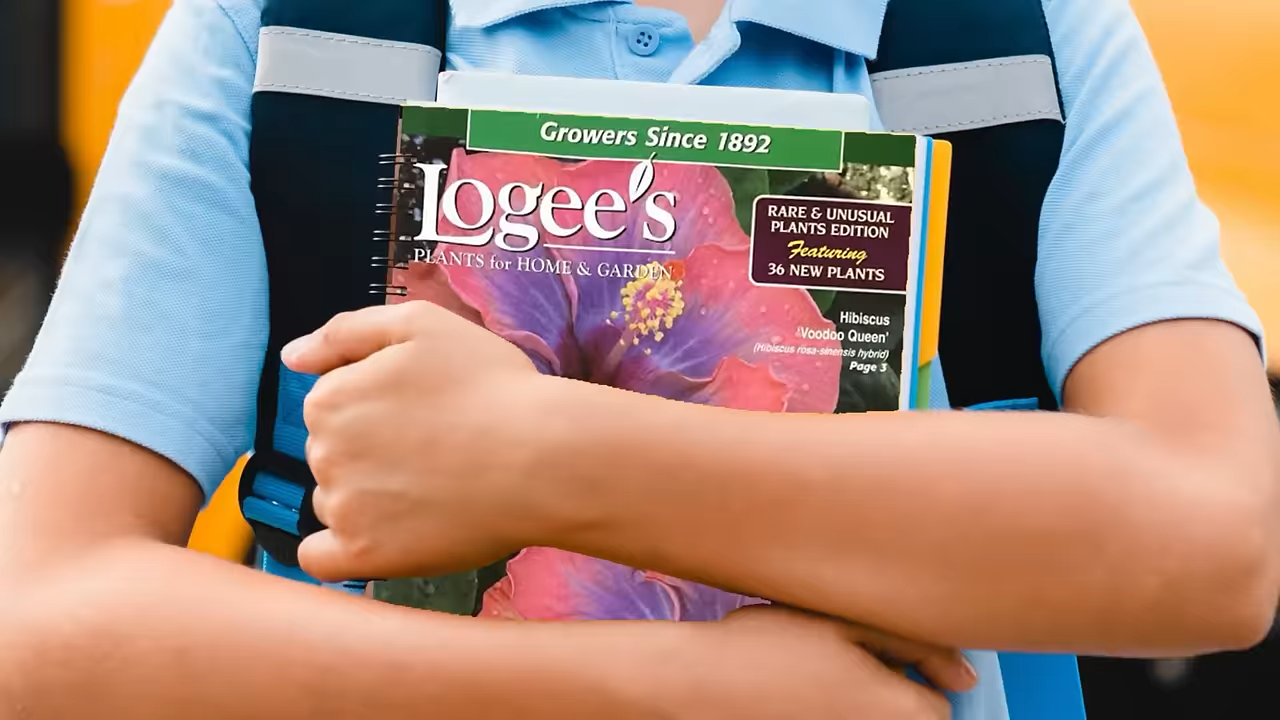 Growers Since 1892
Logee's
PLANTS for HOME & GARDEN
RARE & UNUSUAL
PLANTS EDITION
Featuring
36 NEW PLANTS
Hibiscus
'Voodoo Queen'
(Hibiscus rosa-sinensis hybrid)
Page 3